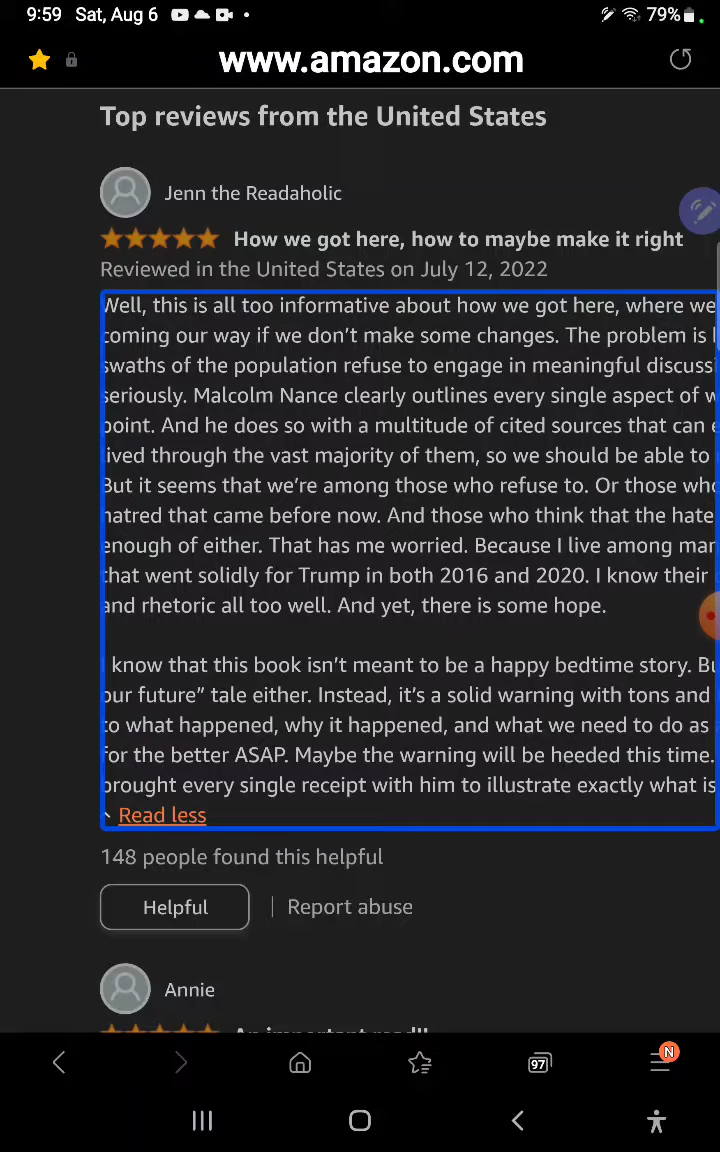 9:59 Sat, Aug 6 79%
www.amazon.com
Top reviews from the United States
Jenn the Readaholic
How we got here, how to maybe make it right
Reviewed in the United States on July 12, 2022
Well, this is all too informative about how we got here, where we
coming our way if we don't make some changes. The problem is
swaths of the population refuse to engage in meaningful discussi
seriously. Malcolm Nance clearly outlines every single aspect of w
point. And he does so with a multitude of cited sources that can
lived through the vast majority of them, so we should be able to
But it seems that we're among those who refuse to. Or those who
hatred that came before now. And those who think that the hate
enough of either. That has me worried. Because I live among mar
that went solidly for Trump in both 2016 and 2020. I know their
and rhetoric all too well. And yet, there is some hope.
I know that this book isn't meant to be a happy bedtime story. Bu
our future” tale either. Instead, it's a solid warning with tons and
to what happened, why it happened, and what we need to do as
for the better ASAP. Maybe the warning will be heeded this time.
brought every single receipt with him to illustrate exactly what is
Read less
148 people found this helpful
Helpful | Report abuse
Annie
An important read!!
97
N